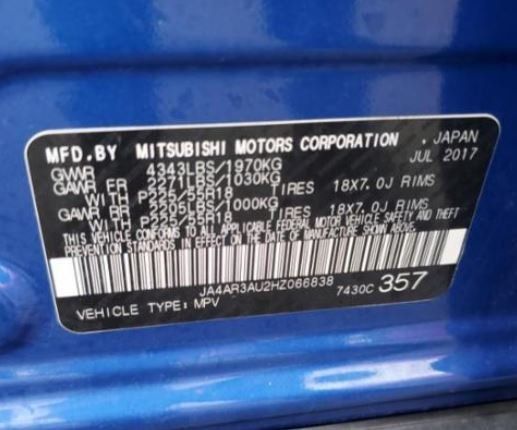 MFD.BY MITSUBISHI MOTORS CORPORATION , JAPAN
JUL 2017
GVWR 4343LBS/1970KG
GAWR FR 2271LBS/1030KG
WITH P225/55R18 TIRES 18X7.0J RIMS
GAWR RR 2205LBS/1000KG
WITH P225/55R18 TIRES 18X7.0J RIMS
THIS VEHICLE CONFORMS TO ALL APPLICABLE FEDERAL MOTOR VEHICLE SAFETY AND THEFT
PREVENTION STANDARDS IN EFFECT ON THE DATE OF MANUFACTURE SHOWN ABOVE.
JA4AR3AU2HZ066838 7430C 357
VEHICLE TYPE: MPV